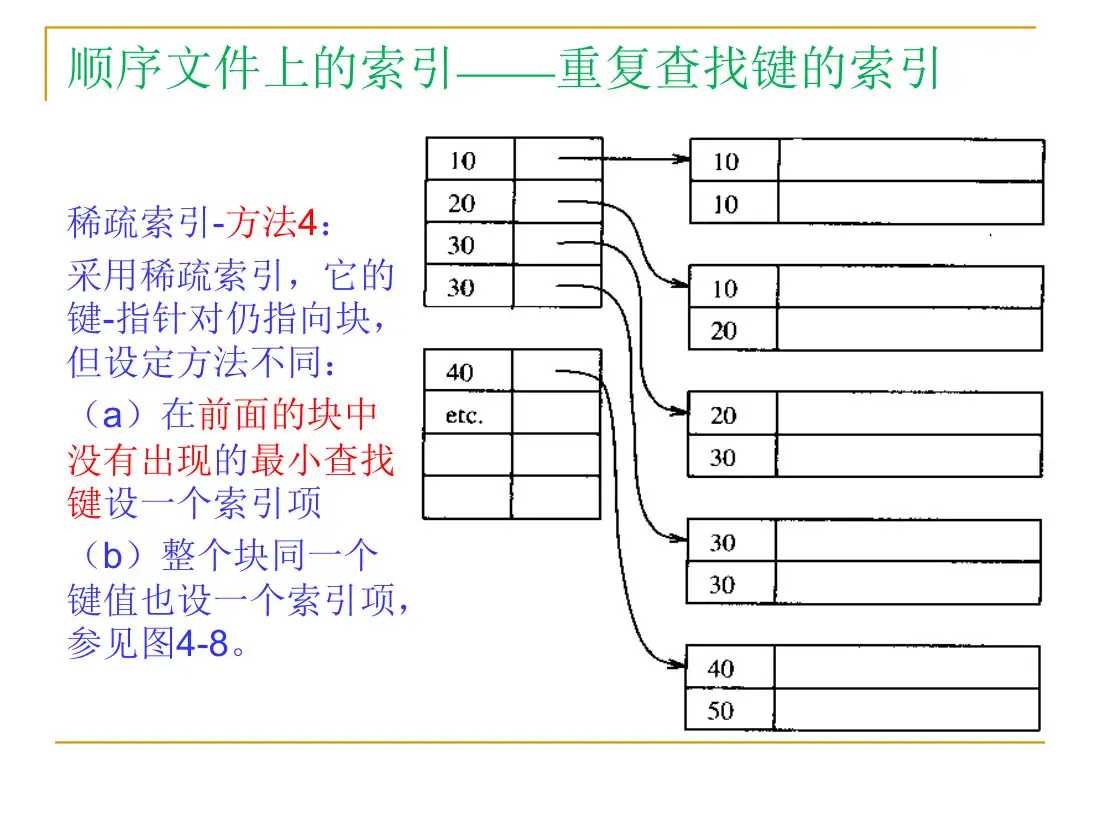 顺序文件上的索引——重复查找键的索引
稀疏索引-方法4：
采用稀疏索引，它的
键-指针对仍指向块，
但设定方法不同：
（a）在前面的块中
没有出现的最小查找
键设一个索引项
（b）整个块同一个
键值也设一个索引项，
参见图4-8。
10
20
30
30
40
etc.
10
10
10
20
20
30
30
30
40
50